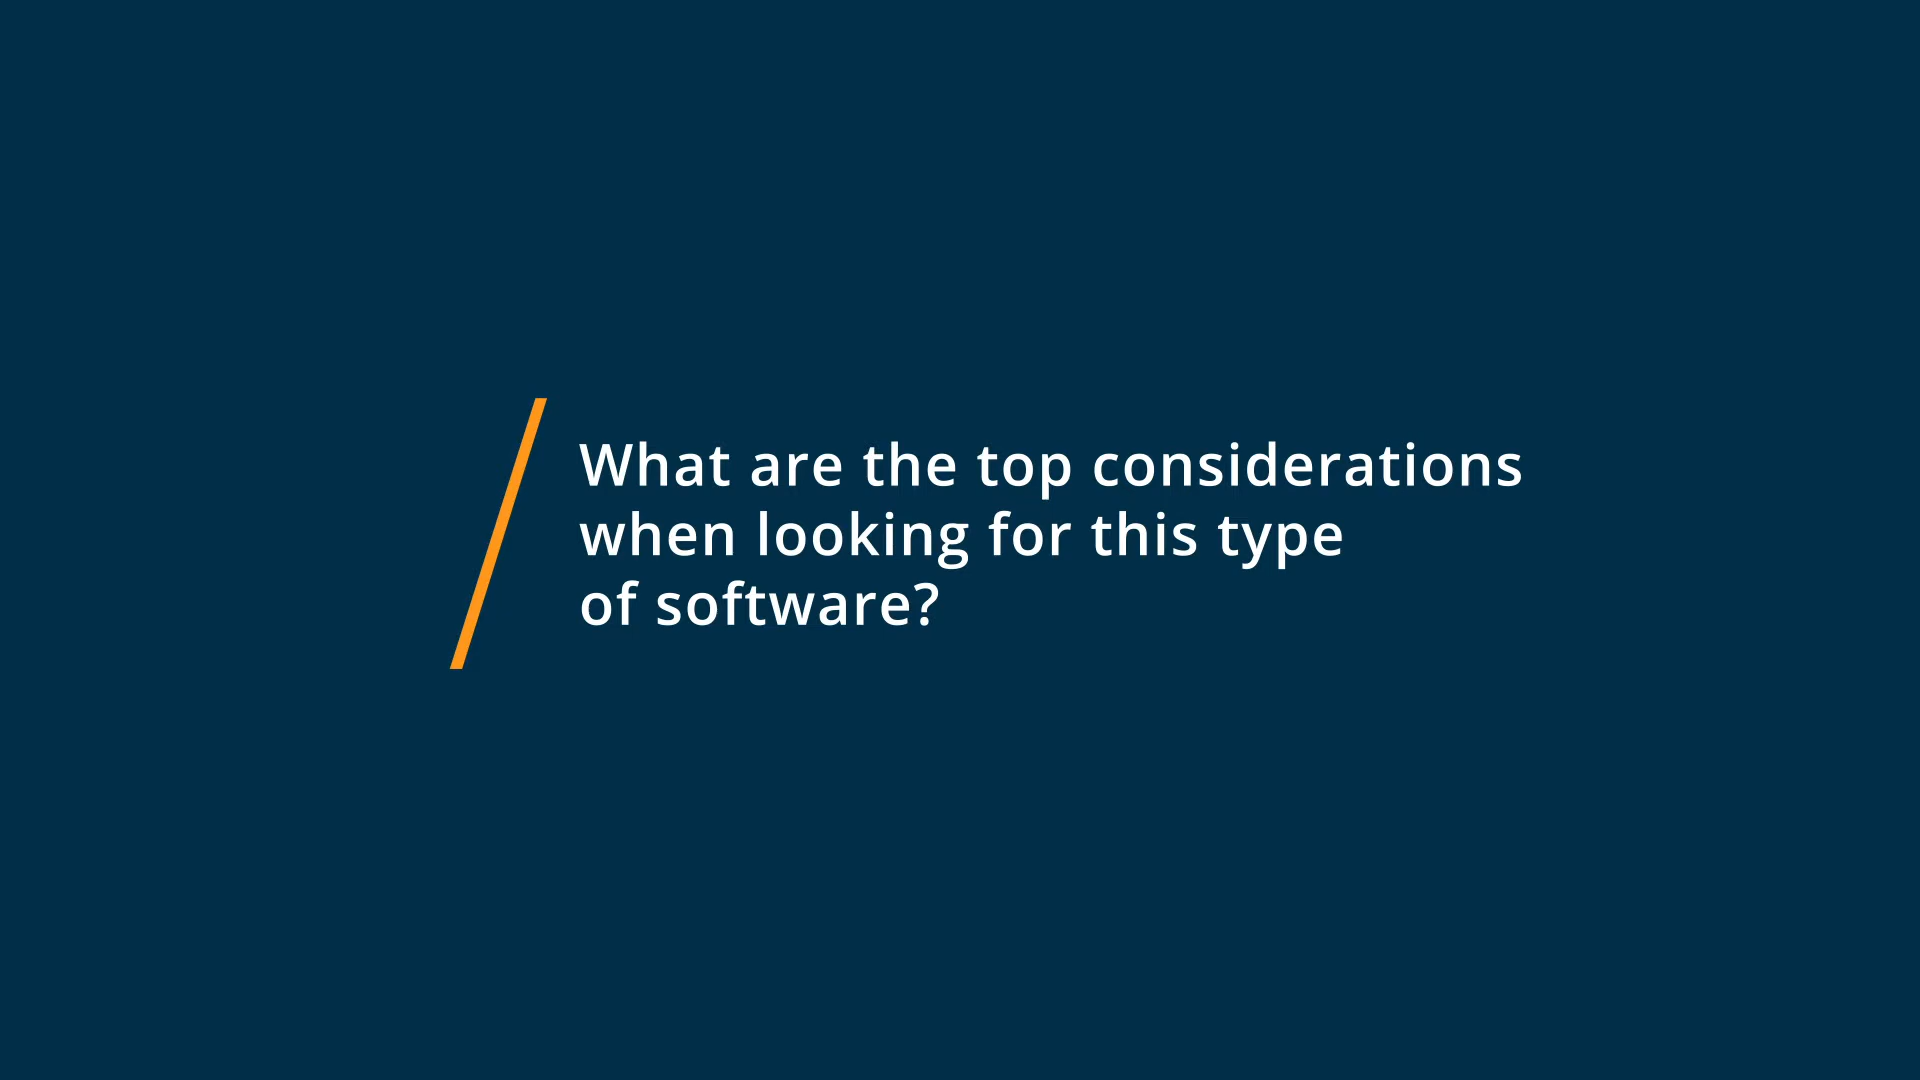 What are the top considerations
when looking for this type
of software?